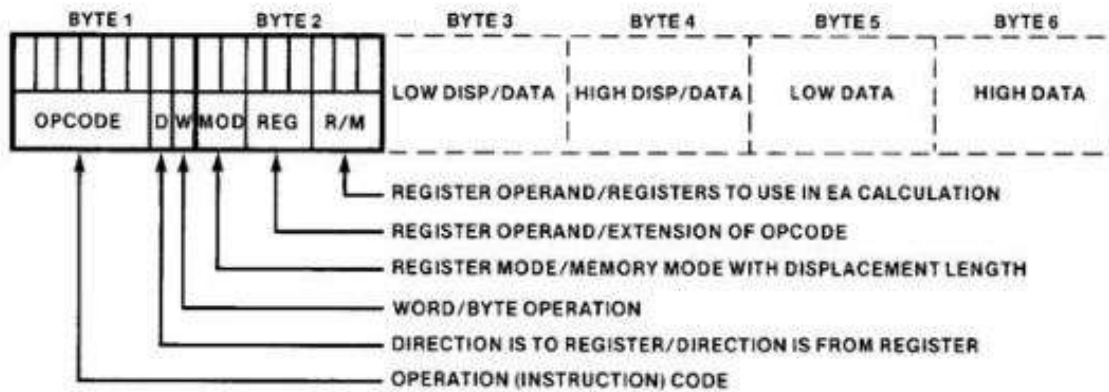 BYTE 1 BYTE 2 BYTE 3 BYTE 4 BYTE 5 BYTE 6
LOW DISP/DATA HIGH DISP/DATA LOW DATA HIGH DATA
OPCODE D W MOD REG R/M
REGISTER OPERAND/REGISTERS TO USE IN EA CALCULATION
REGISTER OPERAND/EXTENSION OF OPCODE
REGISTER MODE/MEMORY MODE WITH DISPLACEMENT LENGTH
WORD/BYTE OPERATION
DIRECTION IS TO REGISTER/DIRECTION IS FROM REGISTER
OPERATION (INSTRUCTION) CODE